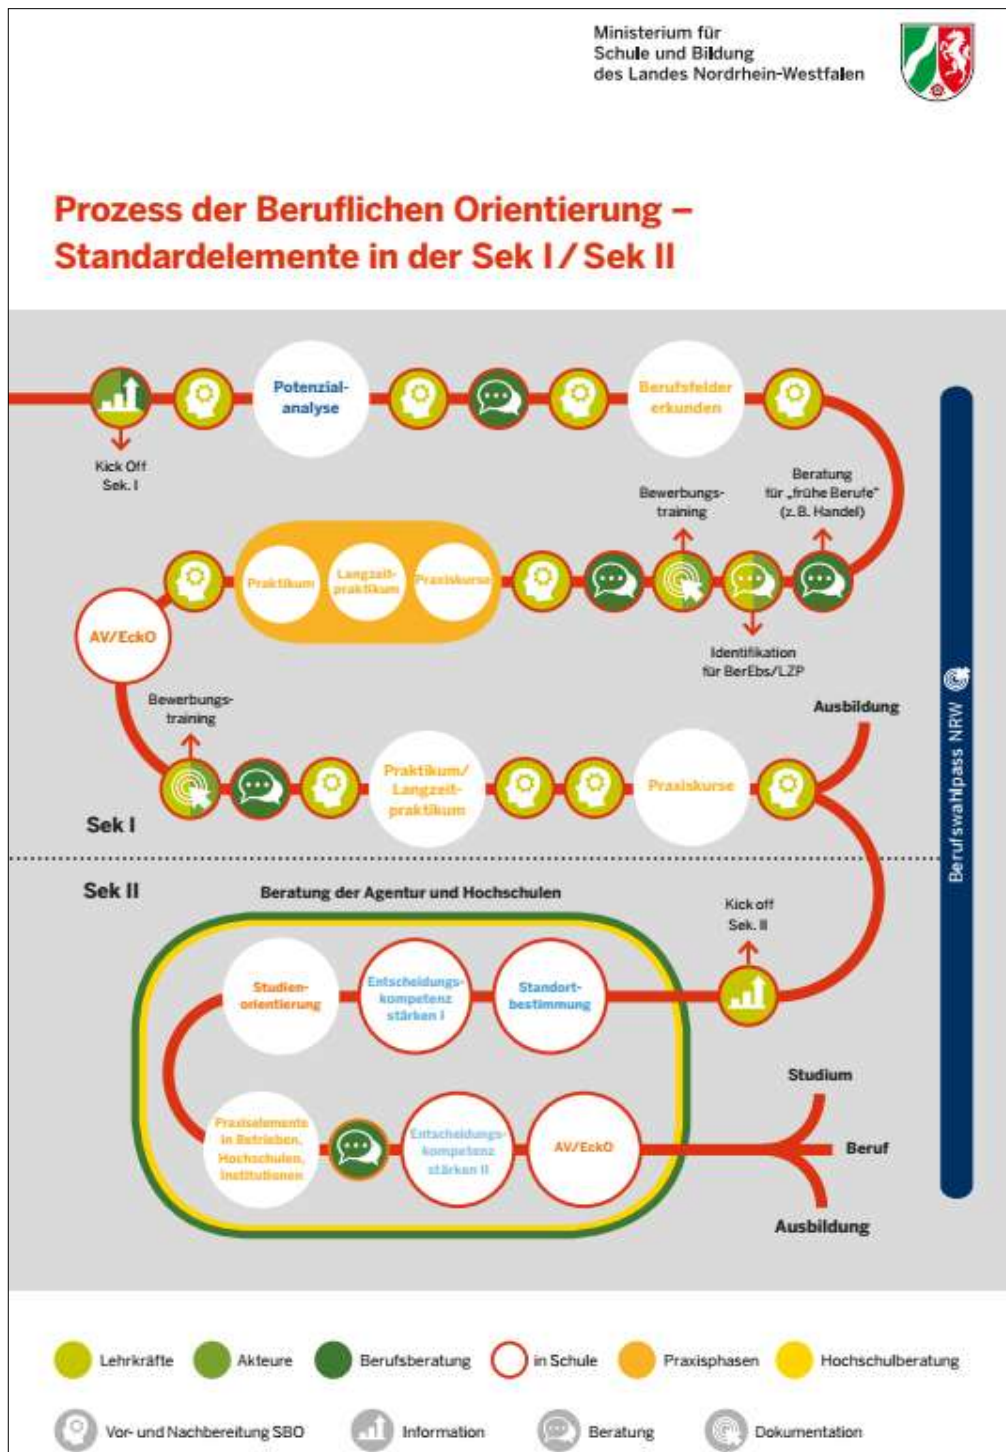 Ministerium für
Schule und Bildung
des Landes Nordrhein-Westfalen
Prozess der Beruflichen Orientierung –
Standardelemente in der Sek I / Sek II
Potenzial-
analyse
Berufsfelder
erkunden
Kick Off
Sek. I
Bewerbungs-
training
Beratung
für „frühe Berufe“
(z. B. Handel)
Praktikum
Langzeit-
praktikum
Praxiskurse
AV/EckO
Identifikation
für BerEbs/LZP
Bewerbungs-
training
Ausbildung
Praktikum/
Langzeit-
praktikum
Praxiskurse
Sek I
Berufswahlpass NRW
Sek II
Beratung der Agentur und Hochschulen
Kick off
Sek. II
Studien-
orientierung
Entscheidungs-
kompetenz
stärken I
Standort-
bestimmung
Praxiselemente
in Betrieben,
Hochschulen,
Institutionen
Entscheidungs-
kompetenz
stärken II
AV/EckO
Studium
Beruf
Ausbildung
Lehrkräfte
Akteure
Berufsberatung
in Schule
Praxisphasen
Hochschulberatung
Vor- und Nachbereitung SBO
Information
Beratung
Dokumentation